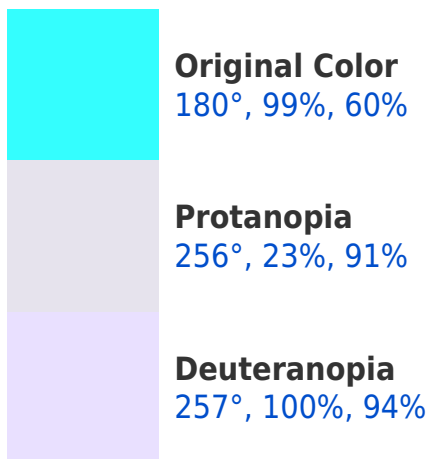 Original Color
180°, 99%, 60%
Protanopia
256°, 23%, 91%
Deuteranopia
257°, 100%, 94%